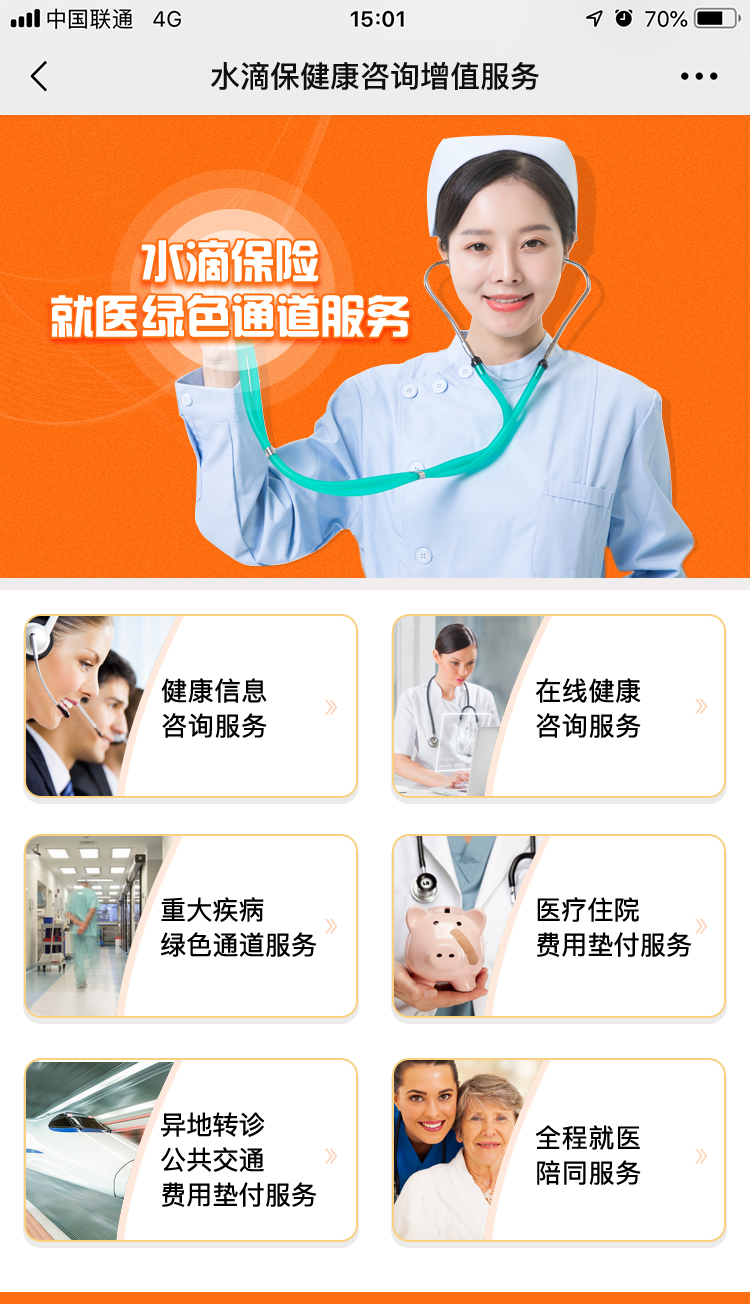 中国联通 4G 15:01 70%
水滴保健康咨询增值服务
水滴保险
就医绿色通道服务
健康信息
咨询服务
在线健康
咨询服务
重大疾病
绿色通道服务
医疗住院
费用垫付服务
异地转诊
公共交通
费用垫付服务
全程就医
陪同服务